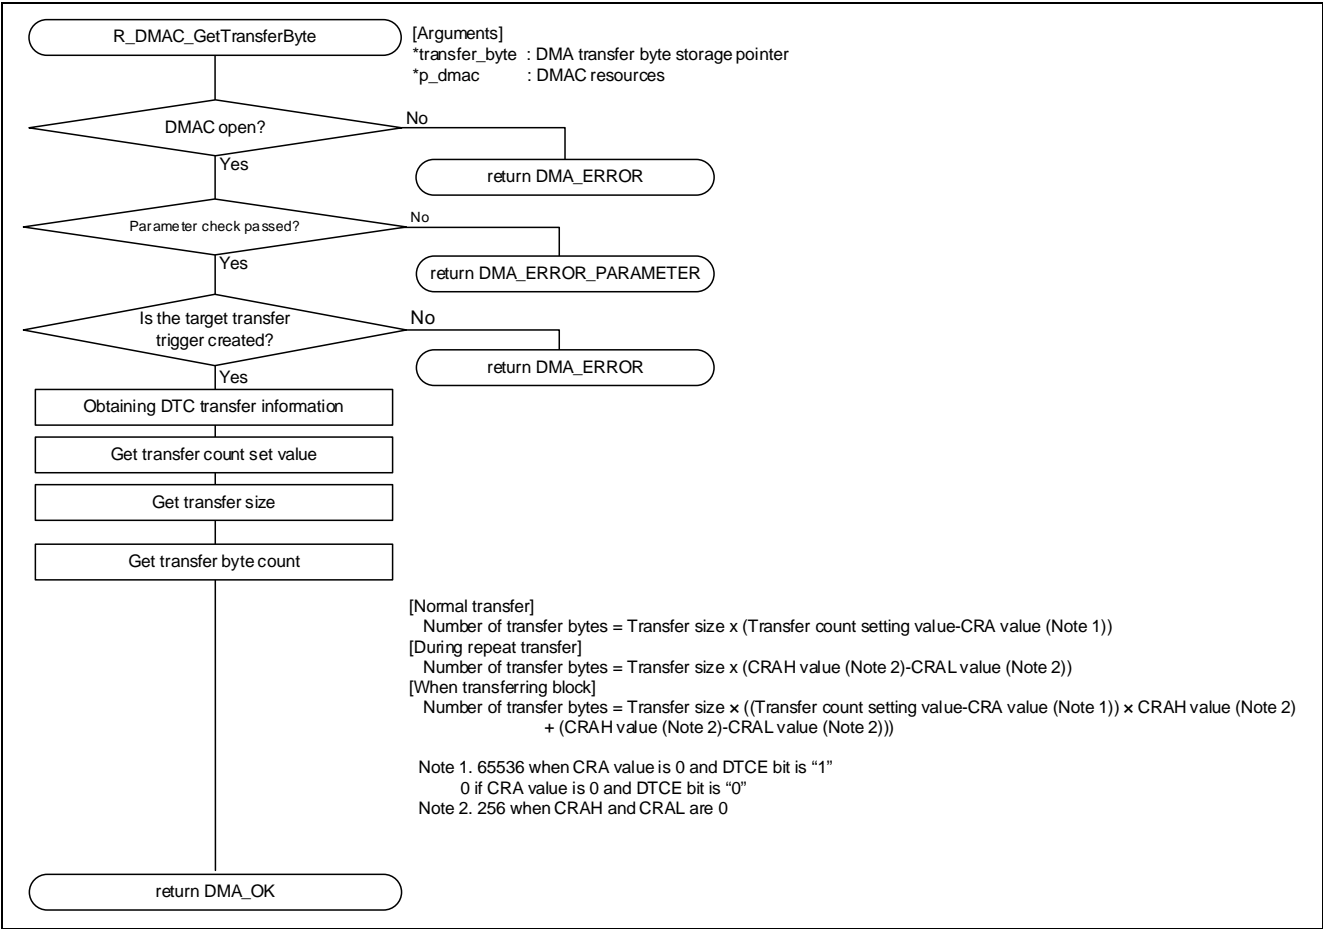 R_DMAC_GetTransferByte
[Arguments]
*transfer_byte : DMA transfer byte storage pointer
*p_dmac : DMAC resources
DMAC open?
No
Yes
return DMA_ERROR
Parameter check passed?
No
Yes
return DMA_ERROR_PARAMETER
Is the target transfer
trigger created?
No
Yes
return DMA_ERROR
Obtaining DTC transfer information
Get transfer count set value
Get transfer size
Get transfer byte count
[Normal transfer]
Number of transfer bytes = Transfer size x (Transfer count setting value-CRA value (Note 1))
[During repeat transfer]
Number of transfer bytes = Transfer size x (CRAH value (Note 2)-CRAL value (Note 2))
[When transferring block]
Number of transfer bytes = Transfer size × ((Transfer count setting value-CRA value (Note 1)) × CRAH value (Note 2)
+ (CRAH value (Note 2)-CRAL value (Note 2)))
Note 1. 65536 when CRA value is 0 and DTCE bit is “1”
0 if CRA value is 0 and DTCE bit is “0”
Note 2. 256 when CRAH and CRAL are 0
return DMA_OK